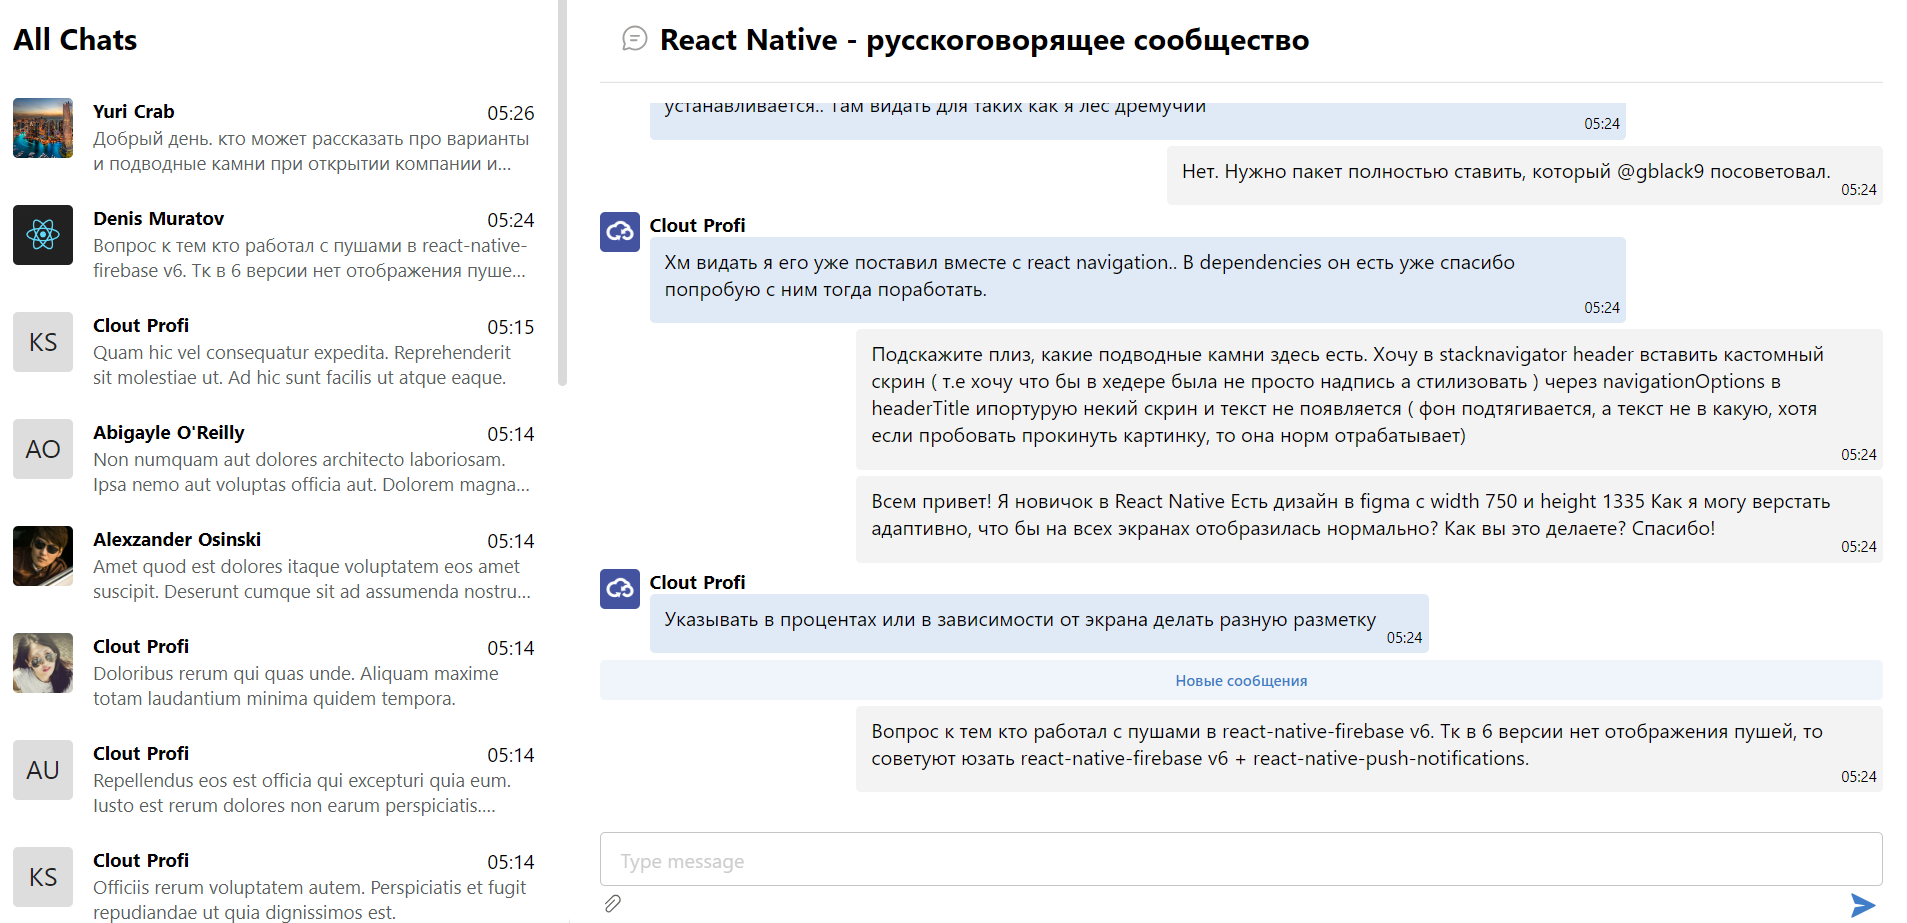 All Chats
Yuri Crab
05:26
Добрый день. кто может рассказать про варианты
и подводные камни при открытии компании и...
Denis Muratov
05:24
Вопрос к тем кто работал с пушами в react-native-
firebase v6. Тк в 6 версии нет отображения пуше...
KS
Clout Profi
05:15
Quam hic vel consequatur expedita. Reprehenderit
sit molestiae ut. Ad hic sunt facilis ut atque eaque.
AO
Abigayle O'Reilly
05:14
Non numquam aut dolores architecto laboriosam.
Ipsa nemo aut voluptas officia aut. Dolorem magna...
Alexzander Osinski
05:14
Amet quod est dolores itaque voluptatem eos amet
suscipit. Deserunt cumque sit ad assumenda nostru...
Clout Profi
05:14
Doloribus rerum qui quas unde. Aliquam maxime
totam laudantium minima quidem tempora.
AU
Clout Profi
05:14
Repellendus eos est officia qui excepturi quia eum.
Iusto est rerum dolores non earum perspiciatis....
KS
Clout Profi
05:14
Officiis rerum voluptatem autem. Perspiciatis et fugit
repudiandae ut quia dignissimos est.
React Native - русскоговорящее сообщество
устанавливается.. Там видать для таких как я лес дремучий
05:24
Нет. Нужно пакет полностью ставить, который @gblack9 посоветовал.
05:24
Clout Profi
Хм видать я его уже поставил вместе с react navigation.. В dependencies он есть уже спасибо
попробую с ним тогда поработать.
05:24
Подскажите плиз, какие подводные камни здесь есть. Хочу в stacknavigator header вставить кастомный
скрин ( т.е хочу что бы в хедере была не просто надпись а стилизовать ) через navigationOptions в
headerTitle ипортурую некий скрин и текст не появляется ( фон подтягивается, а текст не в какую, хотя
если пробовать прокинуть картинку, то она норм отрабатывает)
05:24
Всем привет! Я новичок в React Native Есть дизайн в figma с width 750 и height 1335 Как я могу верстать
адаптивно, что бы на всех экранах отобразилась нормально? Как вы это делаете? Спасибо!
05:24
Clout Profi
Указывать в процентах или в зависимости от экрана делать разную разметку
05:24
Новые сообщения
Вопрос к тем кто работал с пушами в react-native-firebase v6. Тк в 6 версии нет отображения пушей, то
советуют юзать react-native-firebase v6 + react-native-push-notifications.
05:24
Type message